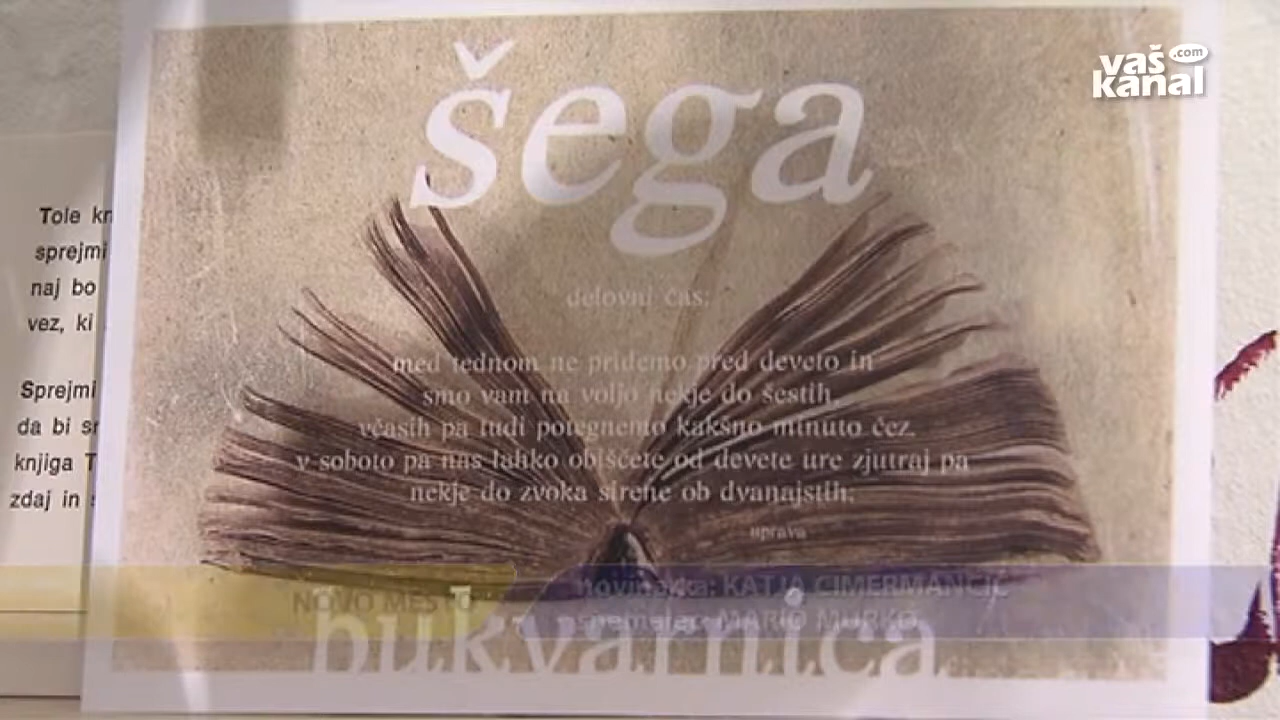 šega
vaš .com
kanal
Tole
sprejmi
naj bo
vez, ki
Sprejmi
da bi
knjiga
zdaj in
delovni čas:
med tednom ne pridemo pred deveto in
smo vam na voljo nekje do šestih,
včasih pa tudi potegnemo kakšno minuto čez.
v soboto pa nas lahko obiščete od devete ure zjutraj pa
nekje do zvoka sirene ob dvanajstih;
uprava
NOVO MESTO
novinarka: KATJA CIMERMANČIČ
snemalec: MARIO MURKO
bukvarnica